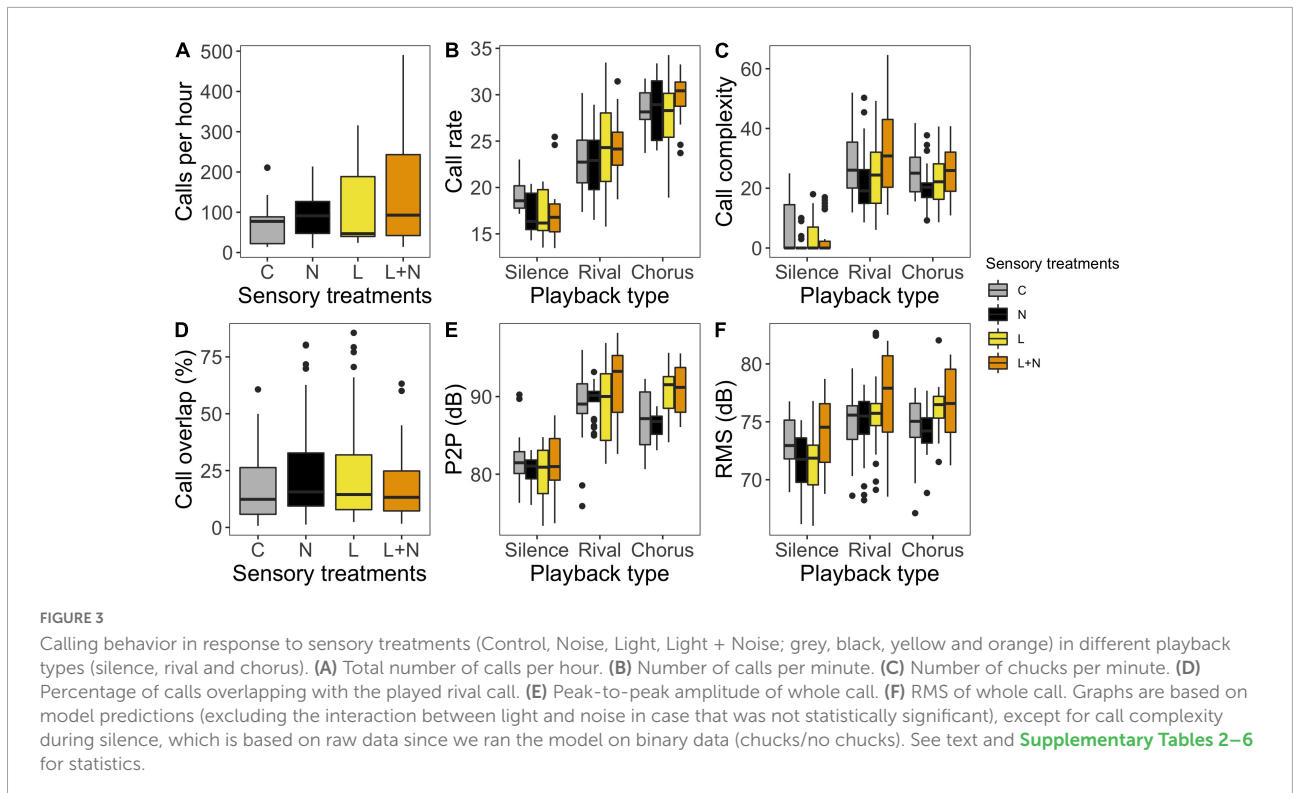 A
Calls per hour
500
400
300
200
100
0
C N L L+N
Sensory treatments
B
Call rate
35
30
25
20
15
Silence Rival Chorus
Playback type
C
Call complexity
60
40
20
0
Silence Rival Chorus
Playback type
D
Call overlap (%)
75
50
25
0
C N L L+N
Sensory treatments
E
P2P (dB)
90
80
Silence Rival Chorus
Playback type
F
RMS (dB)
80
75
70
Silence Rival Chorus
Playback type
Sensory treatments
C
N
L
L+N
FIGURE 3
Calling behavior in response to sensory treatments (Control, Noise, Light, Light + Noise; grey, black, yellow and orange) in different playback
types (silence, rival and chorus). (A) Total number of calls per hour. (B) Number of calls per minute. (C) Number of chucks per minute. (D)
Percentage of calls overlapping with the played rival call. (E) Peak-to-peak amplitude of whole call. (F) RMS of whole call. Graphs are based on
model predictions (excluding the interaction between light and noise in case that was not statistically significant), except for call complexity
during silence, which is based on raw data since we ran the model on binary data (chucks/no chucks). See text and Supplementary Tables 2–6
for statistics.